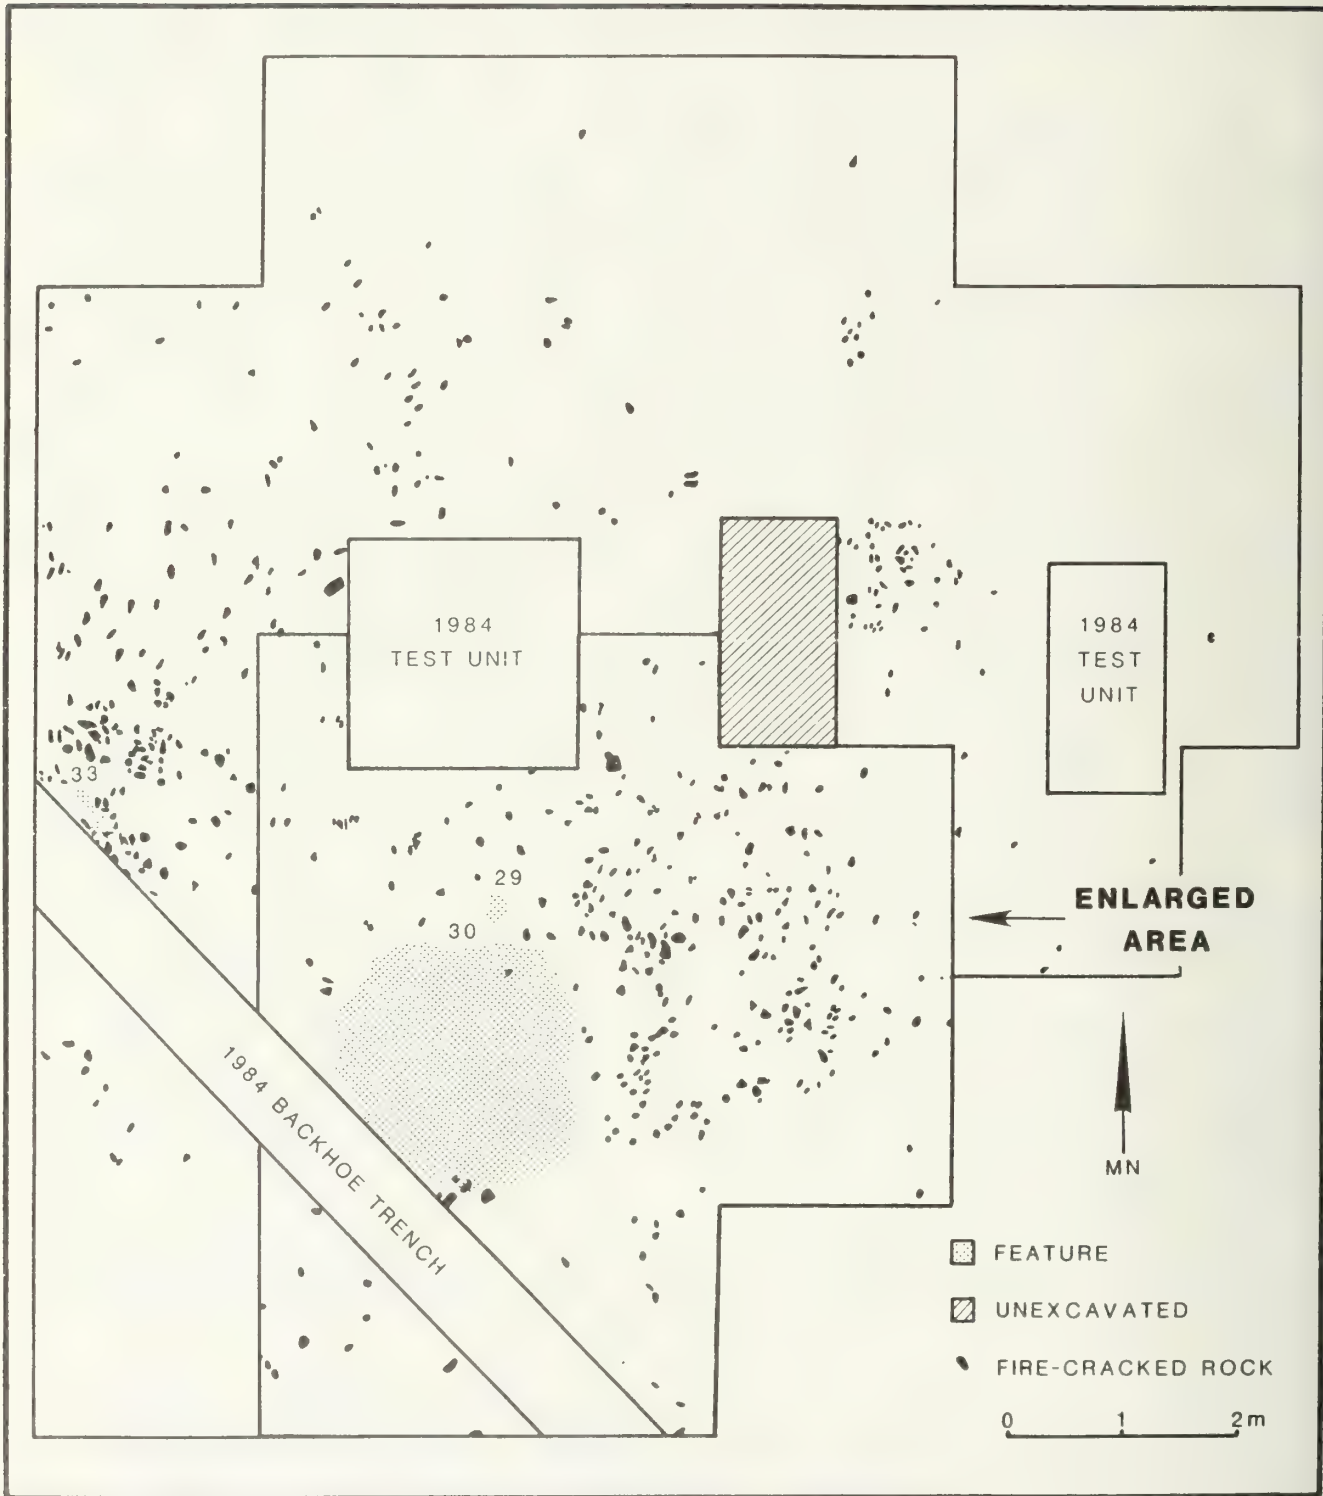 1984
TEST UNIT
1984
TEST
UNIT
33
29
30
ENLARGED
AREA
1984 BACKHOE TRENCH
MN
FEATURE
UNEXCAVATED
FIRE-CRACKED ROCK
0 1 2 m